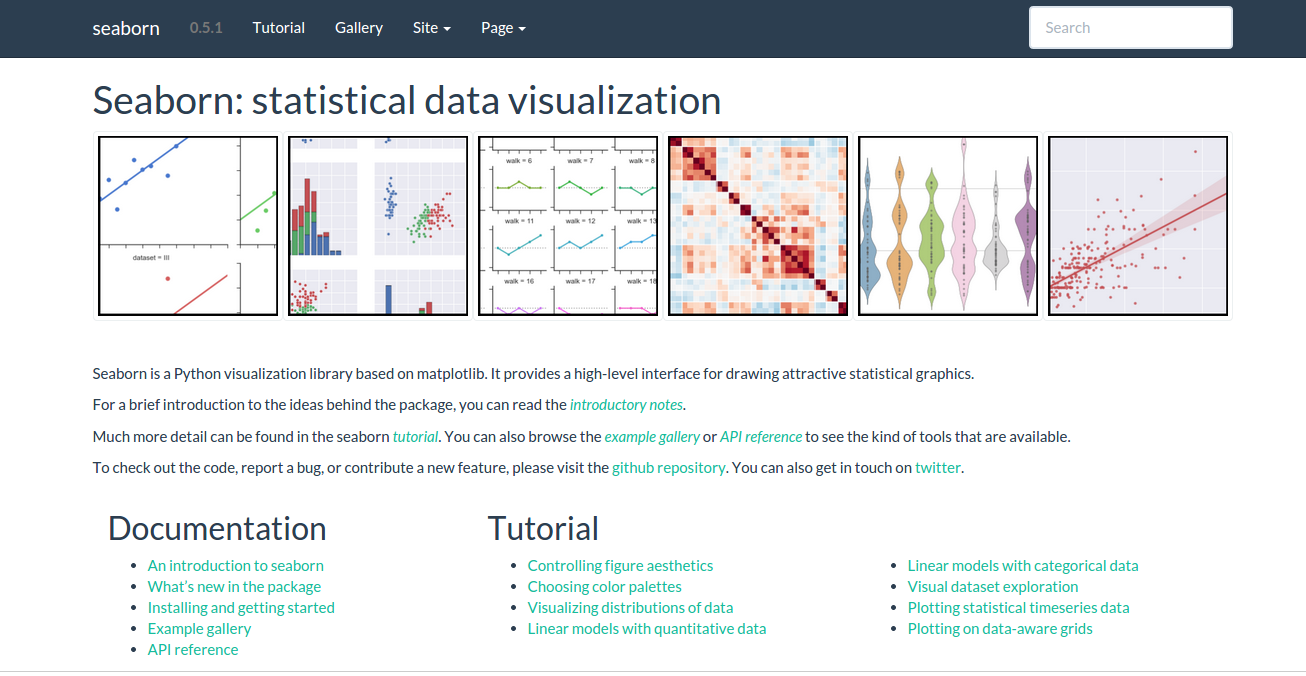 seaborn 0.5.1 Tutorial Gallery Site Page Search
Seaborn: statistical data visualization
walk = 6 walk = 7 walk = 8
walk = 11 walk = 12 walk = 13
dataset = III
walk = 16 walk = 17 walk = 18
Seaborn is a Python visualization library based on matplotlib. It provides a high-level interface for drawing attractive statistical graphics.
For a brief introduction to the ideas behind the package, you can read the introductory notes.
Much more detail can be found in the seaborn tutorial. You can also browse the example gallery or API reference to see the kind of tools that are available.
To check out the code, report a bug, or contribute a new feature, please visit the github repository. You can also get in touch on twitter.
Documentation
An introduction to seaborn
What's new in the package
Installing and getting started
Example gallery
API reference
Tutorial
Controlling figure aesthetics
Choosing color palettes
Visualizing distributions of data
Linear models with quantitative data
Linear models with categorical data
Visual dataset exploration
Plotting statistical timeseries data
Plotting on data-aware grids